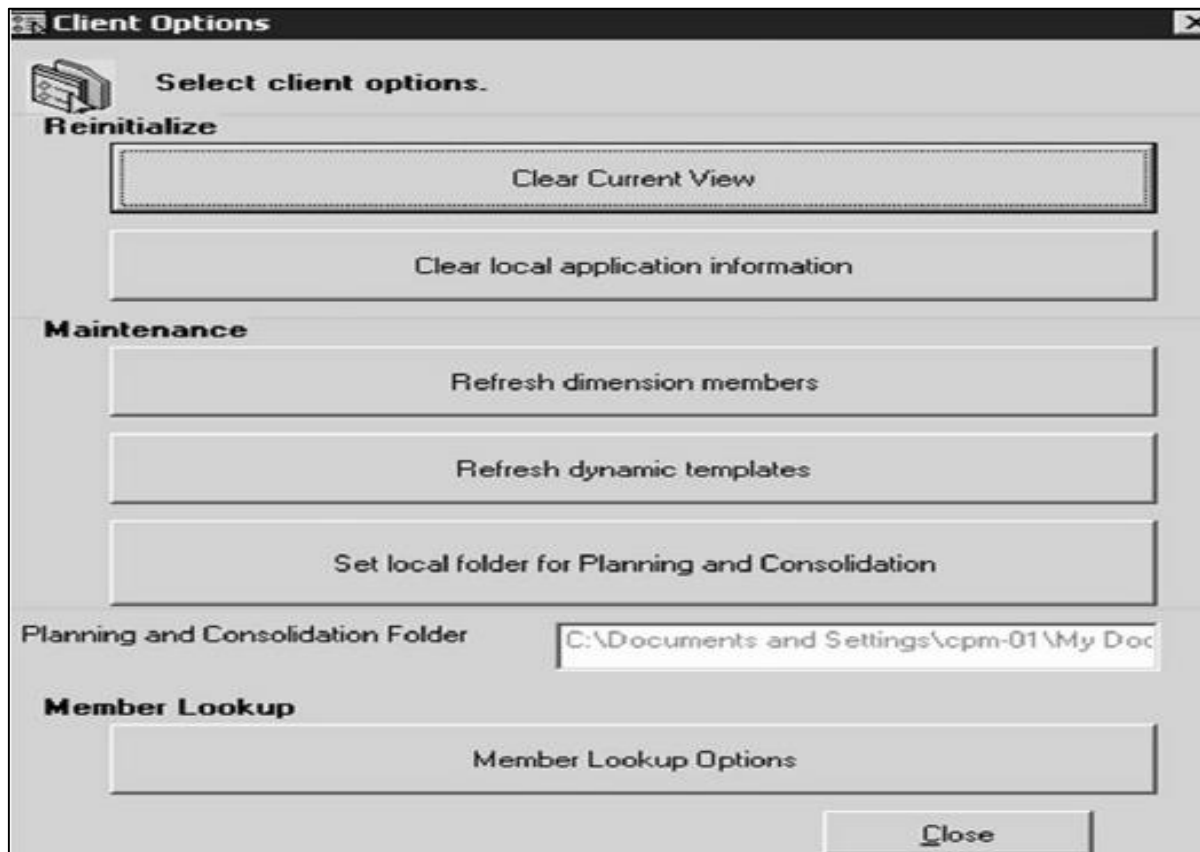 Client Options
Select client options.
Reinitialize
Clear Current View
Clear local application information
Maintenance
Refresh dimension members
Refresh dynamic templates
Set local folder for Planning and Consolidation
Planning and Consolidation Folder
C:\Documents and Settings\cpm-01\My Doc
Member Lookup
Member Lookup Options
Close